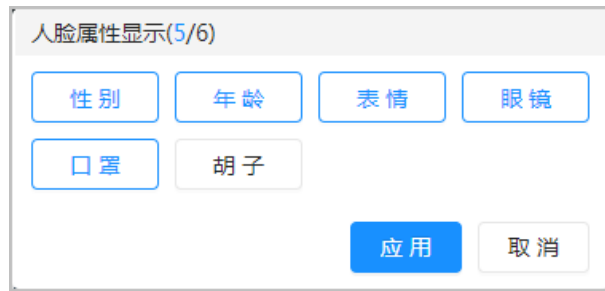 人脸属性显示(5/6)
性别 年龄 表情 眼镜
口罩 胡子
应用 取消